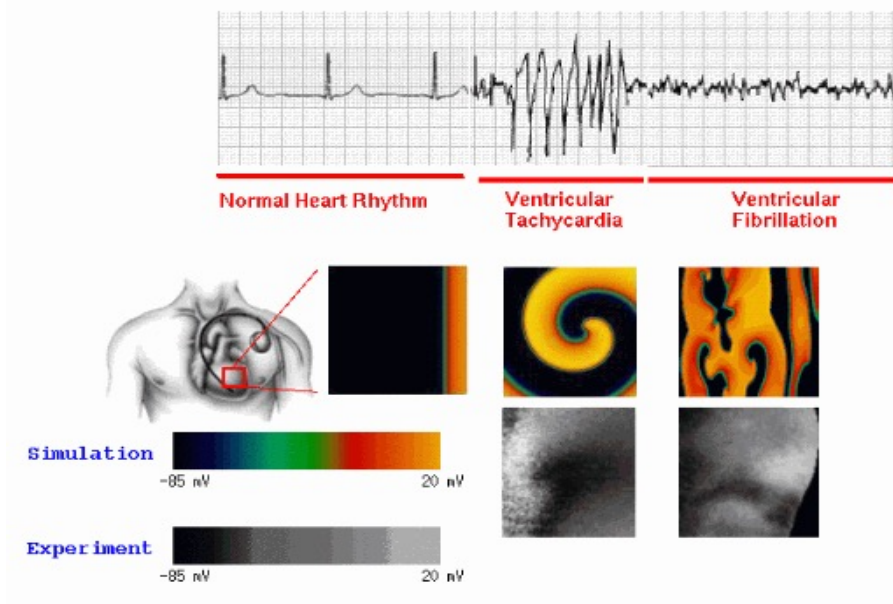 Normal Heart Rhythm
Ventricular
Tachycardia
Ventricular
Fibrillation
Simulation
-85 mV
20 mV
Experiment
-85 mV
20 mV